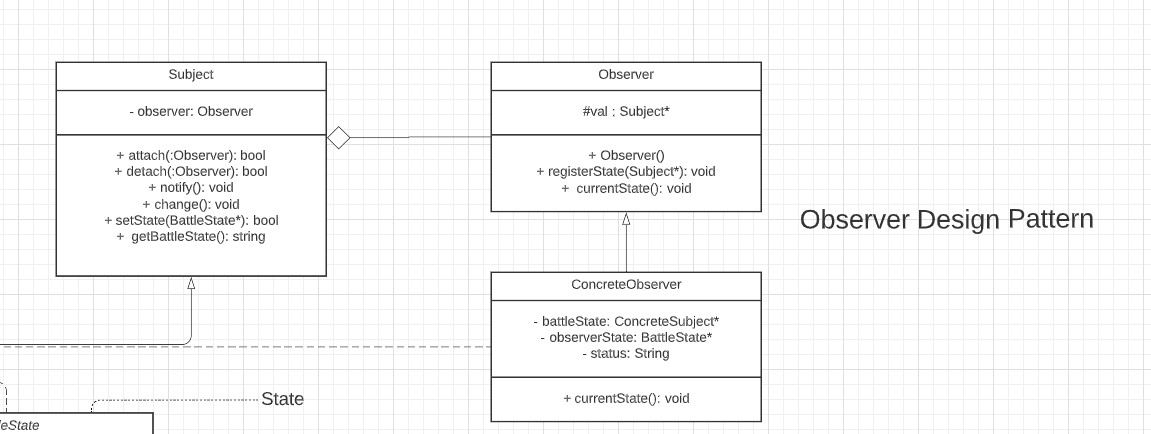 Subject
- observer: Observer
+ attach(:Observer): bool
+ detach(:Observer): bool
+ notify(): void
+ change(): void
+ setState(BattleState*): bool
+ getBattleState(): string
Observer
#val : Subject*
+ Observer()
+ registerState(Subject*): void
+ currentState(): void
Observer Design Pattern
ConcreteObserver
- battleState: ConcreteSubject*
- observerState: BattleState*
- status: String
+ currentState(): void
State
leState